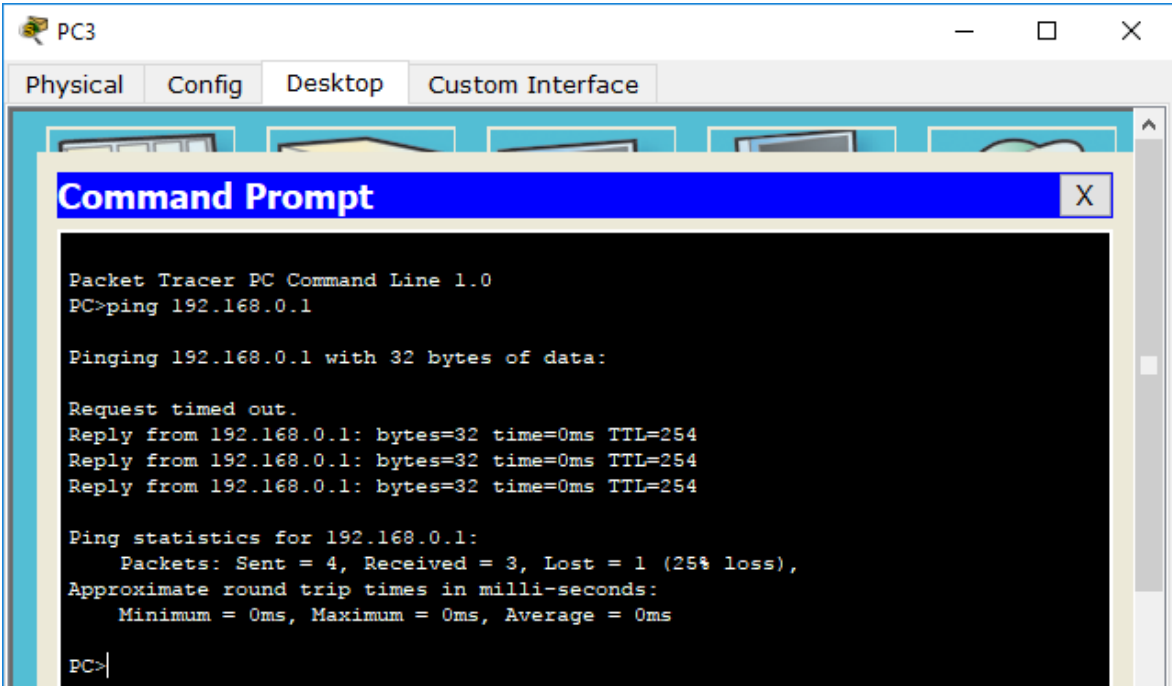 PC3
Physical Config Desktop Custom Interface
Command Prompt X
Packet Tracer PC Command Line 1.0
PC>ping 192.168.0.1
Pinging 192.168.0.1 with 32 bytes of data:
Request timed out.
Reply from 192.168.0.1: bytes=32 time=0ms TTL=254
Reply from 192.168.0.1: bytes=32 time=0ms TTL=254
Reply from 192.168.0.1: bytes=32 time=0ms TTL=254
Ping statistics for 192.168.0.1:
Packets: Sent = 4, Received = 3, Lost = 1 (25% loss),
Approximate round trip times in milli-seconds:
Minimum = 0ms, Maximum = 0ms, Average = 0ms
PC>